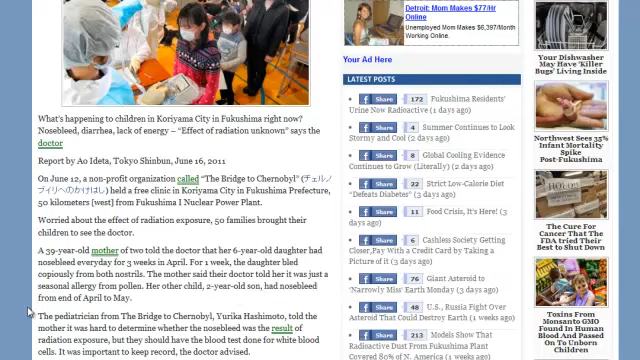 What's happening to children in Koriyama City in Fukushima right now?
Nosebleed, diarrhea, lack of energy – “Effect of radiation unknown” says the
doctor
Report by Ao Ideta, Tokyo Shinbun, June 16, 2011
On June 12, a non-profit organization called “The Bridge to Chernobyl” (チェルノ
ブイリへのかけはし) held a free clinic in Koriyama City in Fukushima Prefecture,
50 kilometers [west] from Fukushima I Nuclear Power Plant.
Worried about the effect of radiation exposure, 50 families brought their
children to see the doctor.
A 39-year-old mother of two told the doctor that her 6-year-old daughter had
nosebleed everyday for 3 weeks in April. For 1 week, the daughter bled
copiously from both nostrils. The mother said their doctor told her it was just a
seasonal allergy from pollen. Her other child, 2-year-old son, had nosebleed
from end of April to May.
The pediatrician from The Bridge to Chernobyl, Yurika Hashimoto, told the
mother it was hard to determine whether the nosebleed was the result of
radiation exposure, but they should have the blood test done for white blood
cells. It was important to keep record, the doctor advised.
Detroit: Mom Makes $77/Hr
Online
Unemployed Mom Makes $6,397/Month
Working Online.
Your Ad Here
LATEST POSTS
Share 172 Fukushima Residents'
Urine Now Radioactive (1 days ago)
Share 4 Summer Continues to Look
Stormy and Cool (2 days ago)
Share 8 Global Cooling Evidence
Continues to Grow (Literally) (2 days ago)
Share 22 Strict Low-Calorie Diet
“Defeats Diabetes” (3 days ago)
Share 11 Food Crisis, It's Here! (3
days ago)
Share 6 Cashless Society Getting
Closer,Pay With a Credit Card by Taking a
Picture of it (3 days ago)
Share 76 Giant Asteroid to
‘Narrowly Miss’ Earth Monday (3 days ago)
Share 48 U.S., Russia Fight Over
Asteroid That Could Destroy Earth (1 days ago)
Share 213 Models Show That
Radioactive Dust From Fukushima Plant
Covered 80% of N. America (1 weeks ago)
Your Dishwasher
May Have 'Killer
Bugs' Living Inside
Northwest Sees 35%
Infant Mortality
Spike
Post-Fukushima
The Cure For
Cancer That The
FDA tried Their
Best to Shut Down
Toxins From
Monsanto GMO
Found In Human
Blood And Passed
On To Unborn
Children